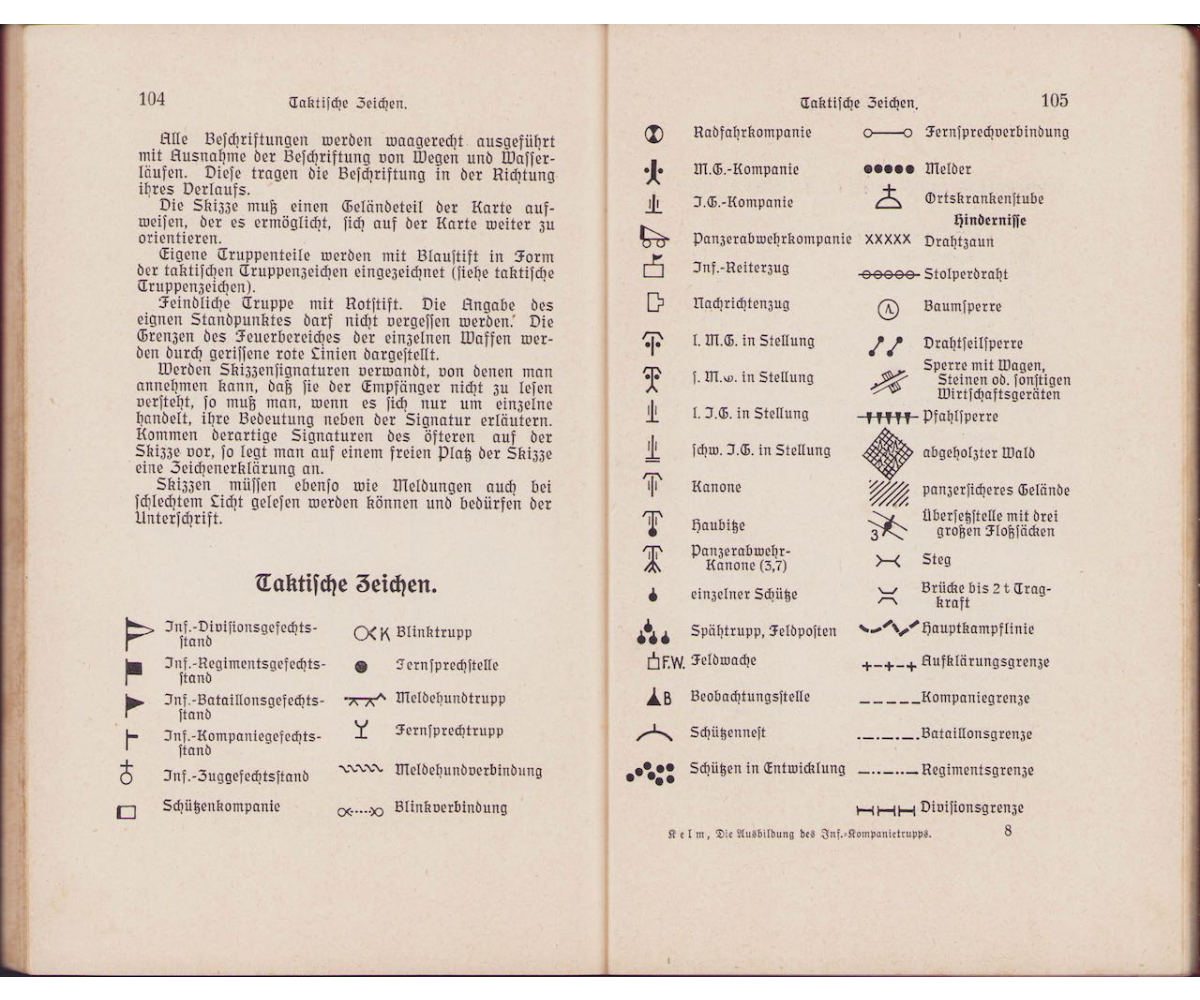 104
Taktische Zeichen.
Alle Beschriftungen werden waagerecht ausgeführt
mit Ausnahme der Beschriftung von Wegen und Wasser-
läufen. Diese tragen die Beschriftung in der Richtung
ihres Verlaufs.
Die Skizze muß einen Geländeteil der Karte auf-
weisen, der es ermöglicht, sich auf der Karte weiter zu
orientieren.
Eigene Truppenteile werden mit Blaustift in Form
der taktischen Truppenzeichen eingezeichnet (siehe taktische
Truppenzeichen).
Feindliche Truppe mit Rotstift. Die Angabe des
eignen Standpunktes darf nicht vergessen werden. Die
Grenzen des Feuerbereiches der einzelnen Waffen wer-
den durch gerissene rote Linien dargestellt.
Werden Skizzensignaturen verwandt, von denen man
annehmen kann, daß sie der Empfänger nicht zu lesen
versteht, so muß man, wenn es sich nur um einzelne
handelt, ihre Bedeutung neben der Signatur erläutern.
Kommen derartige Signaturen des öfteren auf der
Skizze vor, so legt man auf einem freien Platz der Skizze
eine Zeichenerklärung an.
Skizzen müssen ebenso wie Meldungen auch bei
schlechtem Licht gelesen werden können und bedürfen der
Unterschrift.
Taktische Zeichen.
Inf.-Divisionsgefechts-
stand
Inf.-Regimentsgefechts-
stand
Inf.-Bataillonsgefechts-
stand
Inf.-Kompaniegefechts-
stand
Inf.-Zuggefechtsstand
Schützenkompanie
K Blinktrupp
Fernsprechstelle
Meldehundtrupp
Fernsprechtrupp
Meldehundverbindung
Blinkverbindung
Taktische Zeichen.
105
Radfahrkompanie
M.G.-Kompanie
I.G.-Kompanie
Panzerabwehrkompanie
Inf.-Reiterzug
Nachrichtenzug
l. M.G. in Stellung
s. M.G. in Stellung
l. I.G. in Stellung
schw. I.G. in Stellung
Kanone
Haubitze
Panzerabwehr-
Kanone (3,7)
einzelner Schütze
Spähtrupp, Feldposten
F.W. Feldwache
B Beobachtungsstelle
Schützennest
Schützen in Entwicklung
Fernsprechverbindung
Melder
Ortskrankenstube
Hindernisse
XXXXX Drahtzaun
Stolperdraht
Baumsperre
Drahtseilsperre
Sperre mit Wagen,
Steinen od. sonstigen
Wirtschaftsgeräten
Pfahlsperre
abgeholzter Wald
panzersicheres Gelände
3 Übersetzstelle mit drei
großen Floßsäcken
Steg
Brücke bis 2 t Trag-
kraft
Hauptkampflinie
Aufklärungsgrenze
Kompaniegrenze
Bataillonsgrenze
Regimentsgrenze
Divisionsgrenze
Kelm, Die Ausbildung des Inf.-Kompanietrupps.
8